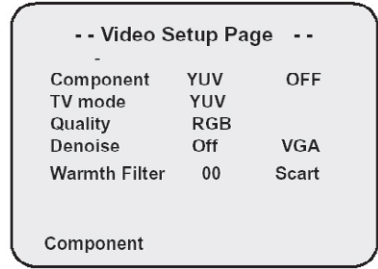 - - Video Setup Page - -
-
Component YUV OFF
TV mode YUV
Quality RGB
Denoise Off VGA
Warmth Filter 00 Scart
Component